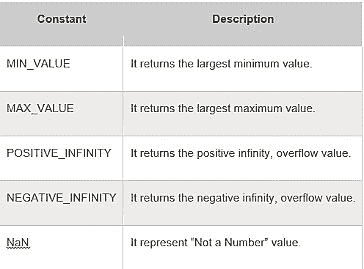 Constant Description
MIN_VALUE It returns the largest minimum value.
MAX_VALUE It returns the largest maximum value.
POSITIVE_INFINITY It returns the positive infinity, overflow value.
NEGATIVE_INFINITY It returns the negative infinity, overflow value.
NaN It represent "Not a Number" value.